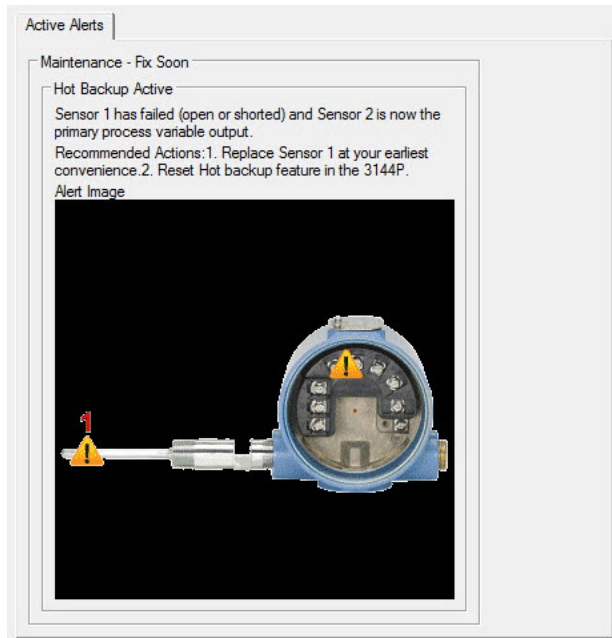 Active Alerts
Maintenance - Fix Soon
Hot Backup Active
Sensor 1 has failed (open or shorted) and Sensor 2 is now the
primary process variable output.
Recommended Actions:1. Replace Sensor 1 at your earliest
convenience.2. Reset Hot backup feature in the 3144P.
Alert Image
1